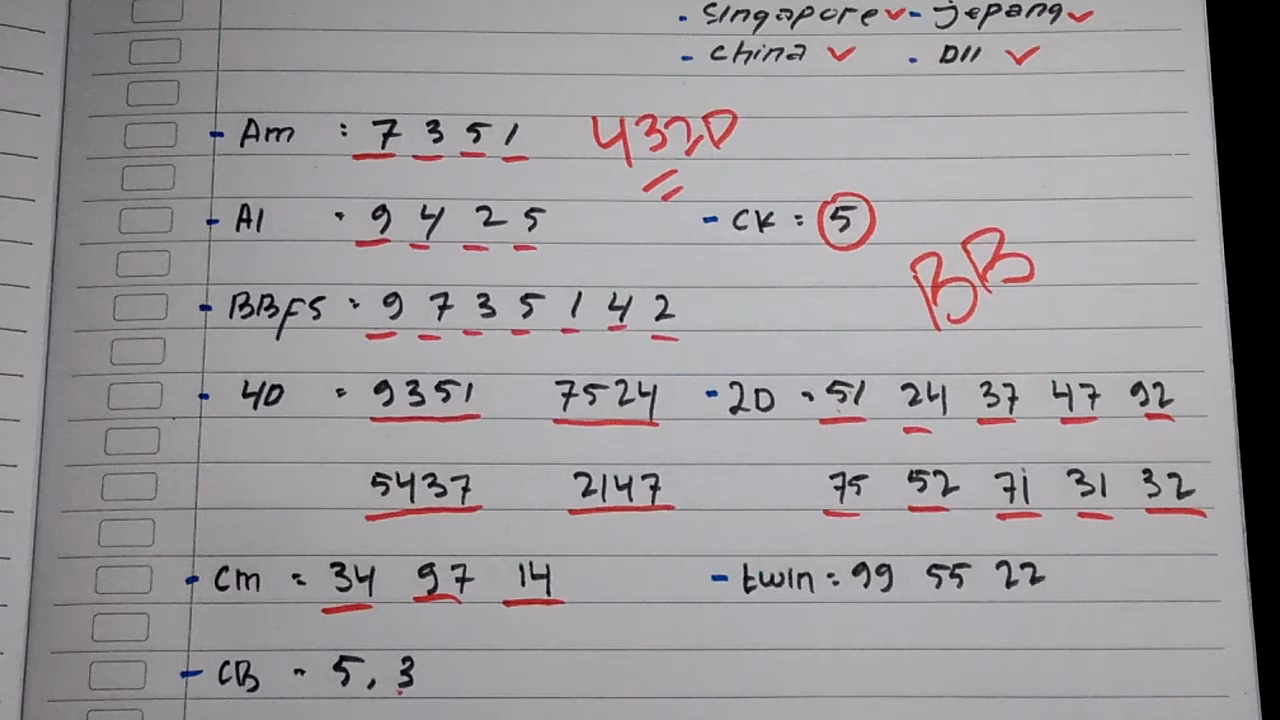 - Singapore ✓ - Jepang ✓
- China ✓ - Dll ✓
- Am : 7 3 5 1 432D
- AI : 9 4 2 5 - CK : 5
BB
- BBFS : 9 7 3 5 1 4 2
- 4D : 9351 7524 - 2D : 51 24 37 47 92
5437 2147 75 52 71 31 32
- Cm = 34 97 14 - twin : 99 55 22
- CB = 5, 3